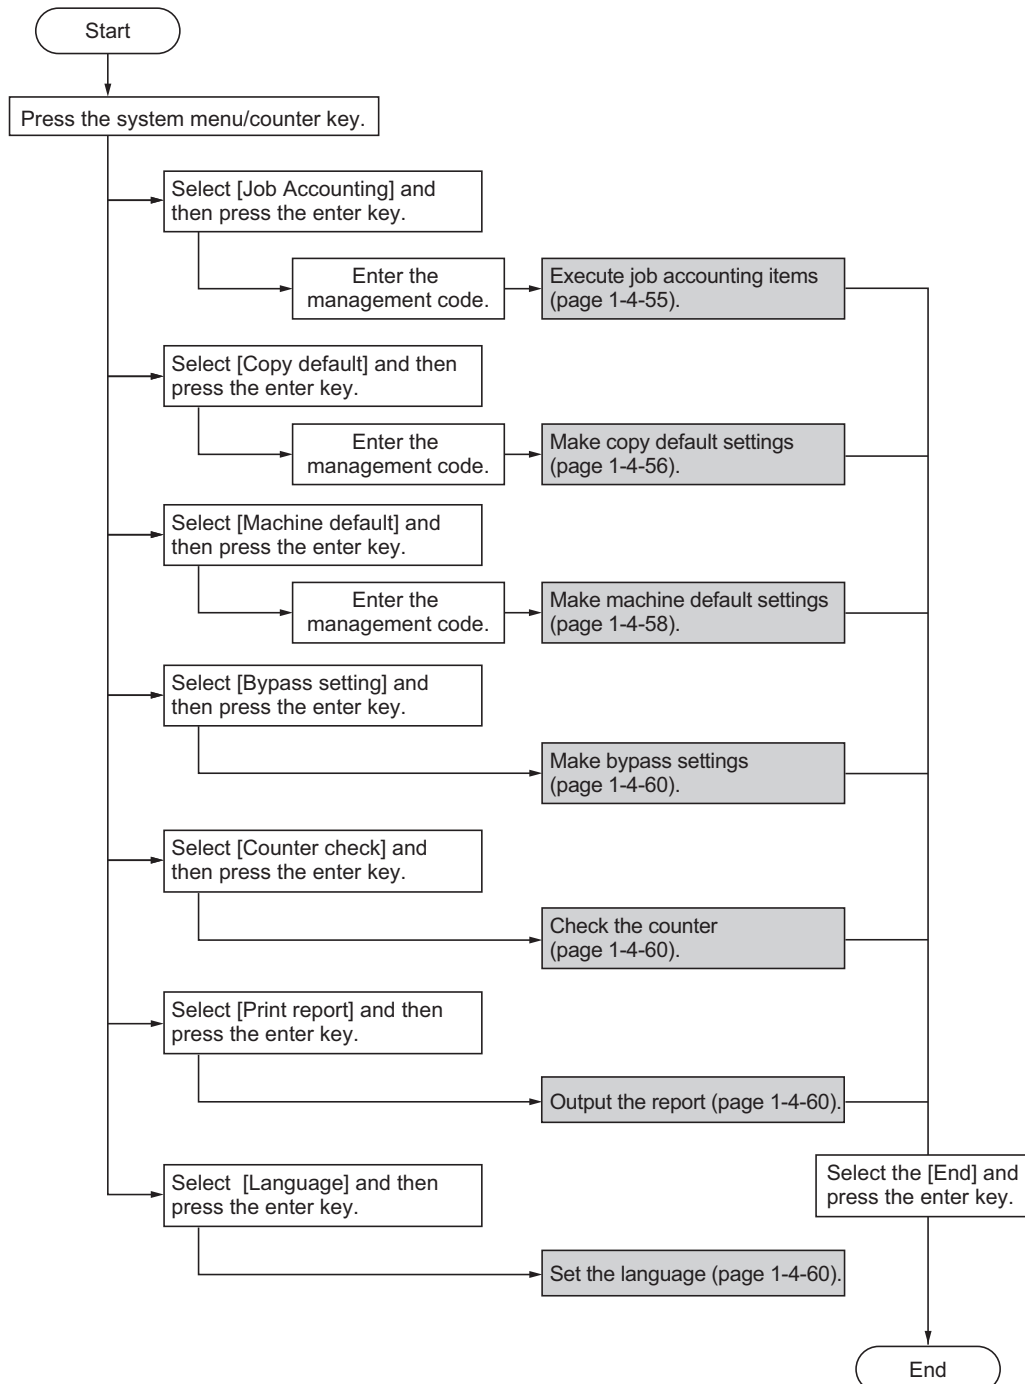 Start
Press the system menu/counter key.
Select [Job Accounting] and
then press the enter key.
Enter the
management code.
Execute job accounting items
(page 1-4-55).
Select [Copy default] and then
press the enter key.
Enter the
management code.
Make copy default settings
(page 1-4-56).
Select [Machine default] and
then press the enter key.
Enter the
management code.
Make machine default settings
(page 1-4-58).
Select [Bypass setting] and
then press the enter key.
Make bypass settings
(page 1-4-60).
Select [Counter check] and
then press the enter key.
Check the counter
(page 1-4-60).
Select [Print report] and then
press the enter key.
Output the report (page 1-4-60).
Select [Language] and then
press the enter key.
Select the [End] and
press the enter key.
Set the language (page 1-4-60).
End